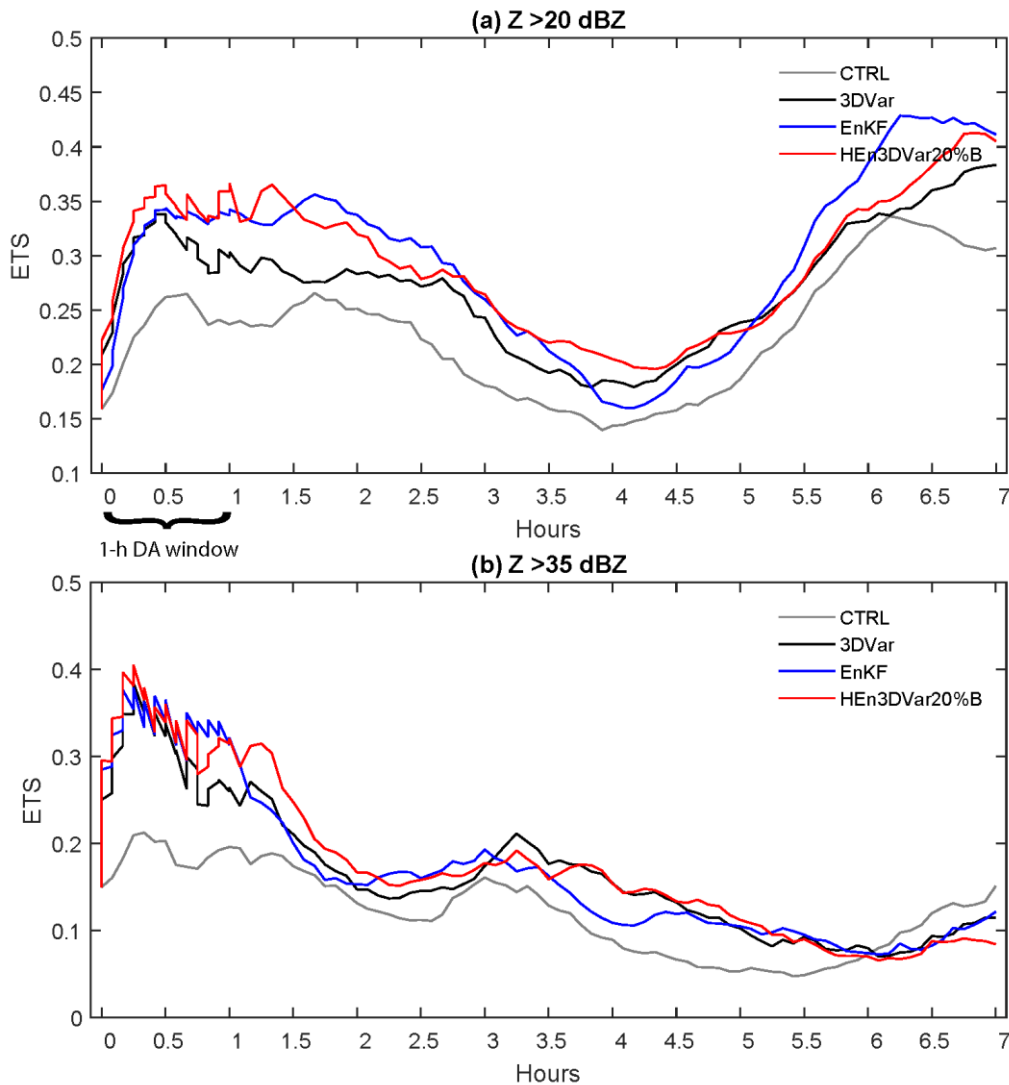 (a) Z >20 dBZ
0.5
0.45
0.4
0.35
0.3
0.25
0.2
0.15
0.1
ETS
CTRL
3DVar
EnKF
HEn3DVar20%B
0 0.5 1 1.5 2 2.5 3 3.5 4 4.5 5 5.5 6 6.5 7
Hours
1-h DA window
(b) Z >35 dBZ
0.5
0.4
0.3
0.2
0.1
0
ETS
CTRL
3DVar
EnKF
HEn3DVar20%B
0 0.5 1 1.5 2 2.5 3 3.5 4 4.5 5 5.5 6 6.5 7
Hours